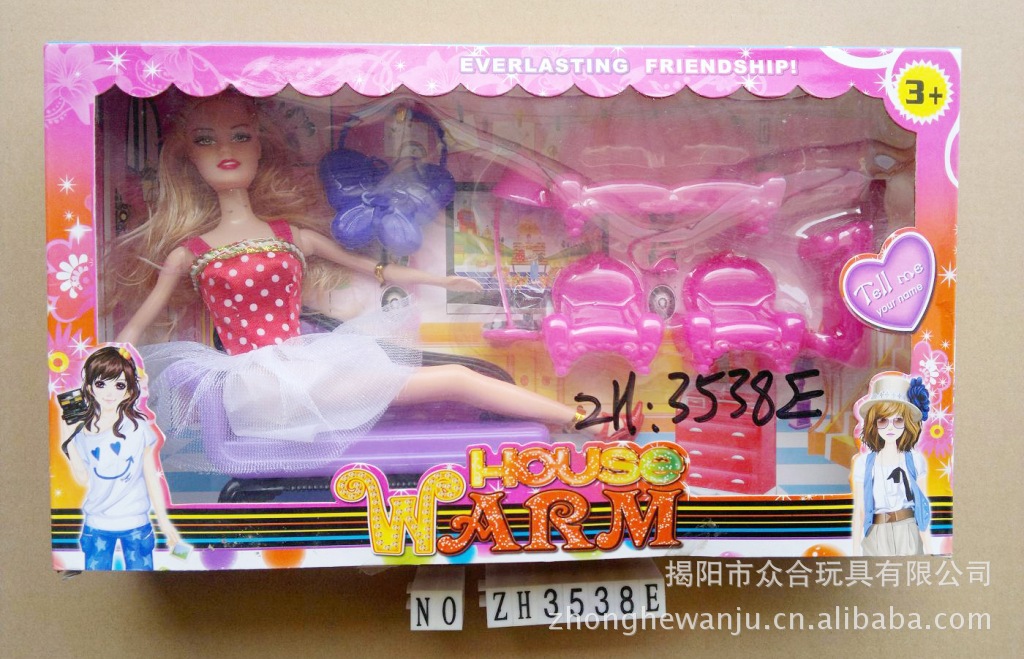 EVERLASTING FRIENDSHIP!
3+
Tell me
your name
ZH:3538E
HOUSE
WARM
揭阳市众合玩具有限公司
NO ZH3538E
zhonghewanju.cn.alibaba.com